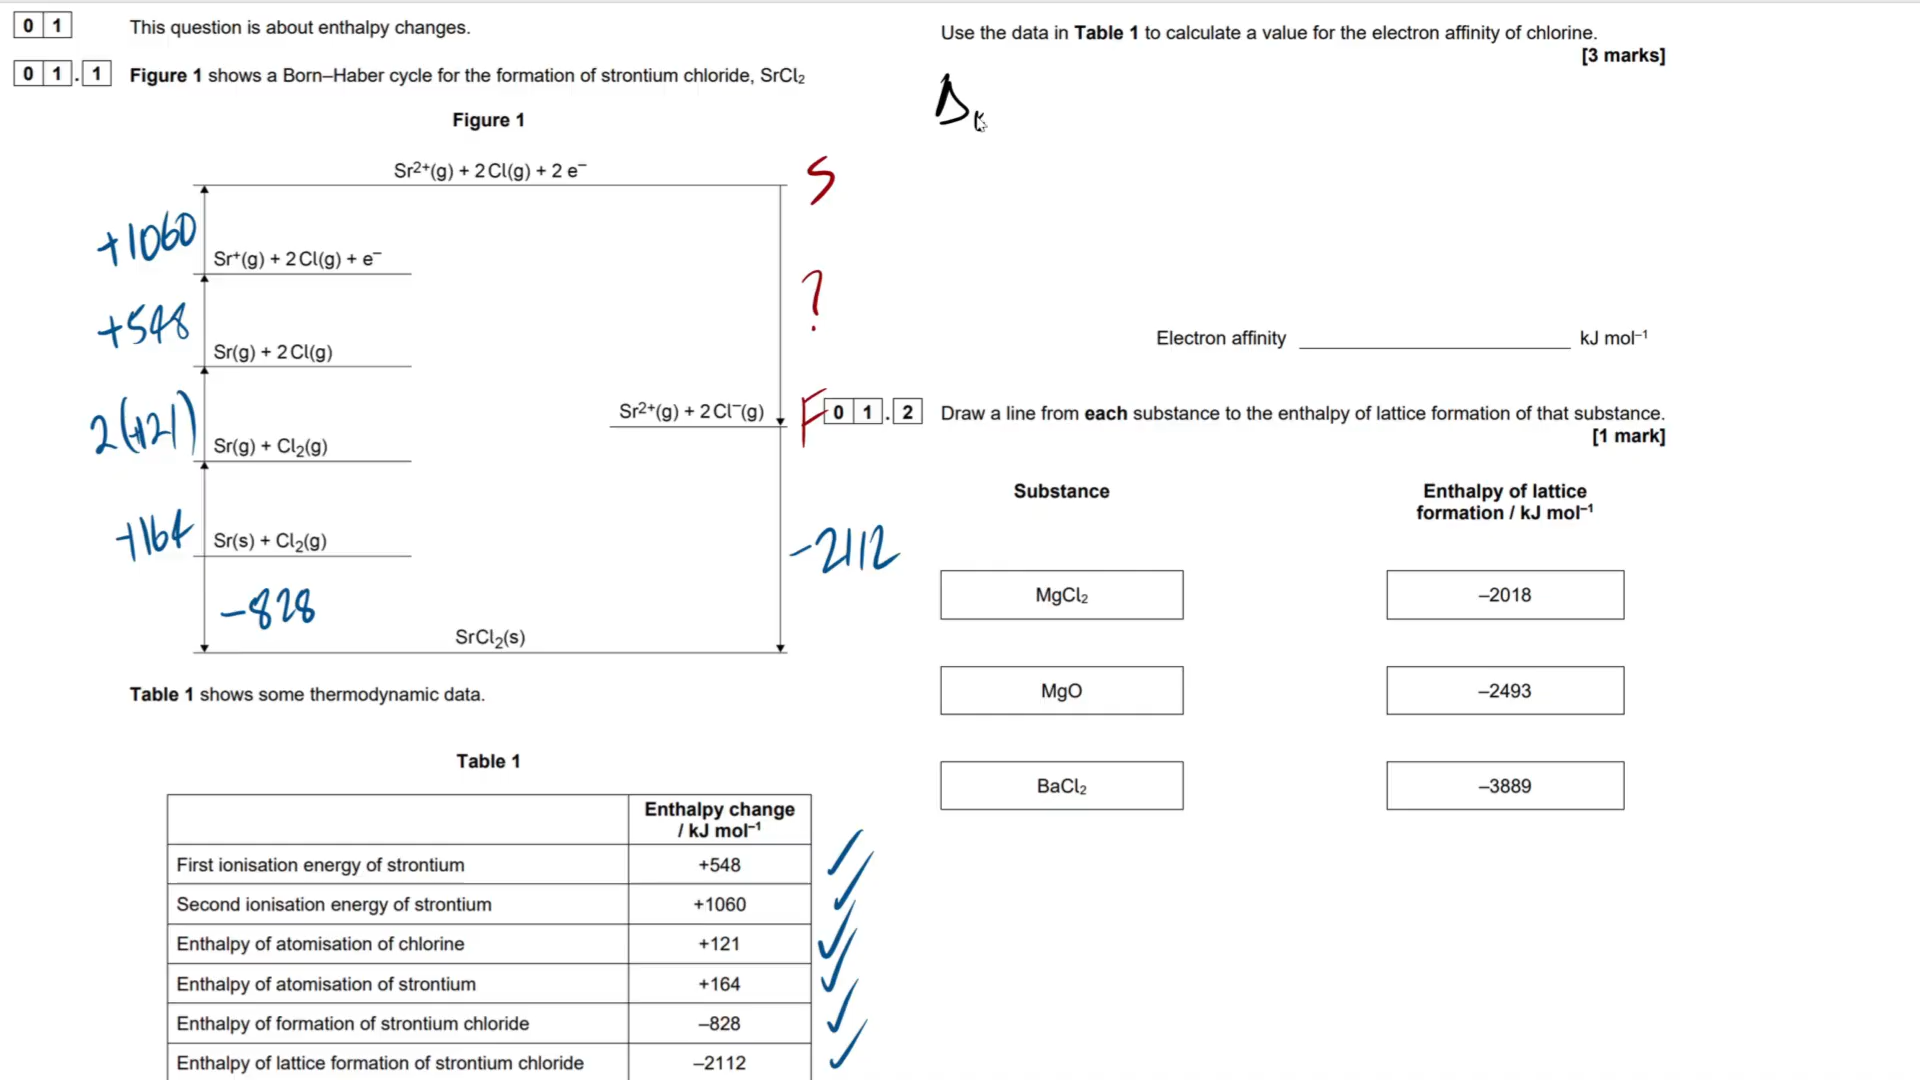 01 This question is about enthalpy changes.
01.1 Figure 1 shows a Born–Haber cycle for the formation of strontium chloride, SrCl₂
Figure 1
Sr²⁺(g) + 2 Cl(g) + 2 e⁻
+1060
Sr⁺(g) + 2 Cl(g) + e⁻
+548
Sr(g) + 2 Cl(g)
2(+121)
Sr(g) + Cl₂(g)
+164
Sr(s) + Cl₂(g)
-828
SrCl₂(s)
S
?
F
Sr²⁺(g) + 2 Cl⁻(g)
-2112
Table 1 shows some thermodynamic data.
Table 1
Enthalpy change / kJ mol⁻¹
First ionisation energy of strontium +548
Second ionisation energy of strontium +1060
Enthalpy of atomisation of chlorine +121
Enthalpy of atomisation of strontium +164
Enthalpy of formation of strontium chloride –828
Enthalpy of lattice formation of strontium chloride –2112
Use the data in Table 1 to calculate a value for the electron affinity of chlorine.
[3 marks]
Δ
Electron affinity ____ kJ mol⁻¹
01.2 Draw a line from each substance to the enthalpy of lattice formation of that substance.
[1 mark]
Substance
Enthalpy of lattice
formation / kJ mol⁻¹
MgCl₂ –2018
MgO –2493
BaCl₂ –3889